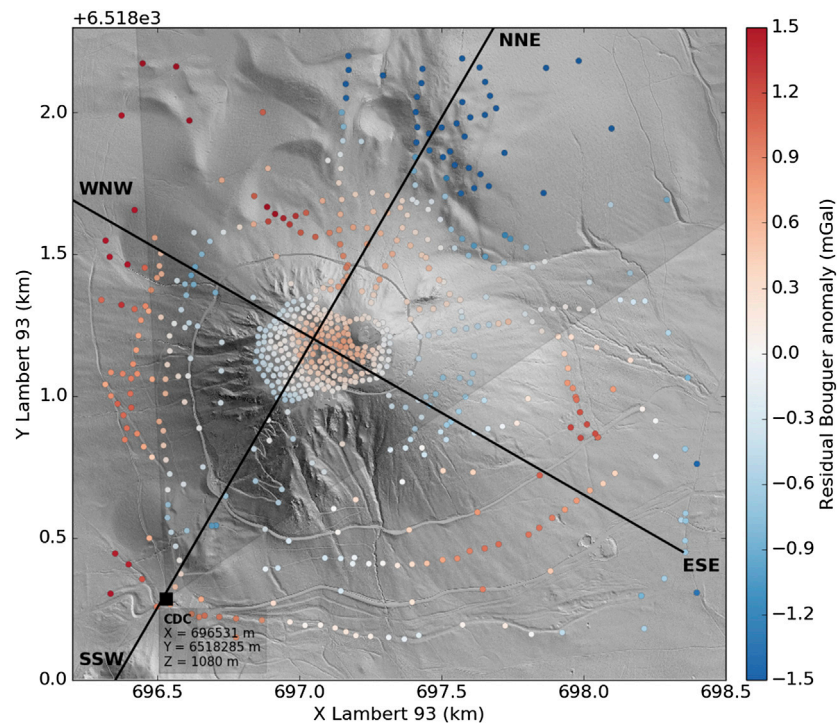 +6.518e3
NNE
WNW
ESE
SSW
CDC
X = 696531 m
Y = 6518285 m
Z = 1080 m
2.0
1.5
1.0
0.5
0.0
Y Lambert 93 (km)
696.5
697.0
697.5
698.0
698.5
X Lambert 93 (km)
1.5
1.2
0.9
0.6
0.3
0.0
−0.3
−0.6
−0.9
−1.2
−1.5
Residual Bouguer anomaly (mGal)